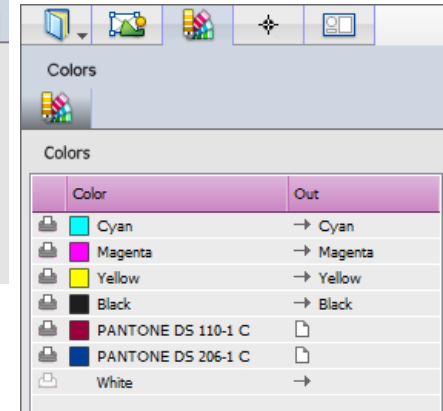 Colors
Colors
Color Out
Cyan → Cyan
Magenta → Magenta
Yellow → Yellow
Black → Black
PANTONE DS 110-1 C
PANTONE DS 206-1 C
White →